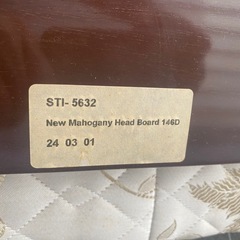 STI- 5632
New Mahogany Head Board 146D
24 03 01